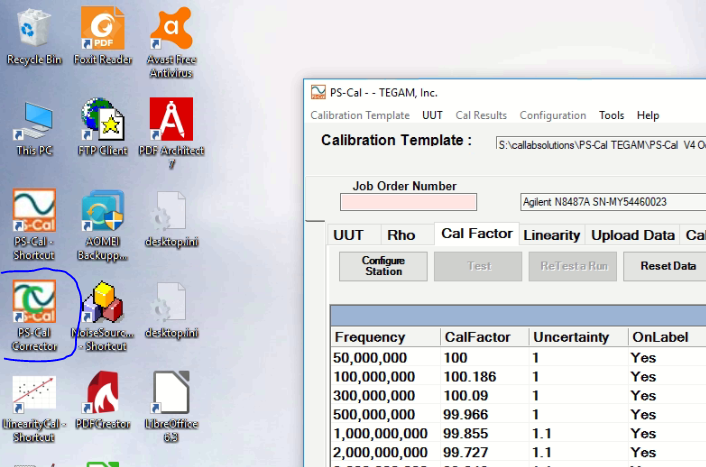 Recycle Bin
Foxit Reader
Avast Free
Antivirus
This PC
FTP Client
PDF Architect
7
PS-Cal -
Shortcut
AOMEI
Backupp...
desktop.ini
PS-Cal
Corrector
NoiseSourc...
- Shortcut
desktop.ini
LinearityCal -
Shortcut
PDFCreator
LibreOffice
6.3
PDF
PS-Cal - - TEGAM, Inc.
Calibration Template UUT Cal Results Configuration Tools Help
Calibration Template : S:\callabsolutions\PS-Cal TEGAM\PS-Cal V4 O
Job Order Number
Agilent N8487A SN-MY54460023
UUT Rho Cal Factor Linearity Upload Data Ca
Configure
Station
Test
ReTest a Run
Reset Data
Frequency CalFactor Uncertainty OnLabel
50,000,000 100 1 Yes
100,000,000 100.186 1 Yes
300,000,000 100.09 1 Yes
500,000,000 99.966 1 Yes
1,000,000,000 99.855 1.1 Yes
2,000,000,000 99.727 1.1 Yes